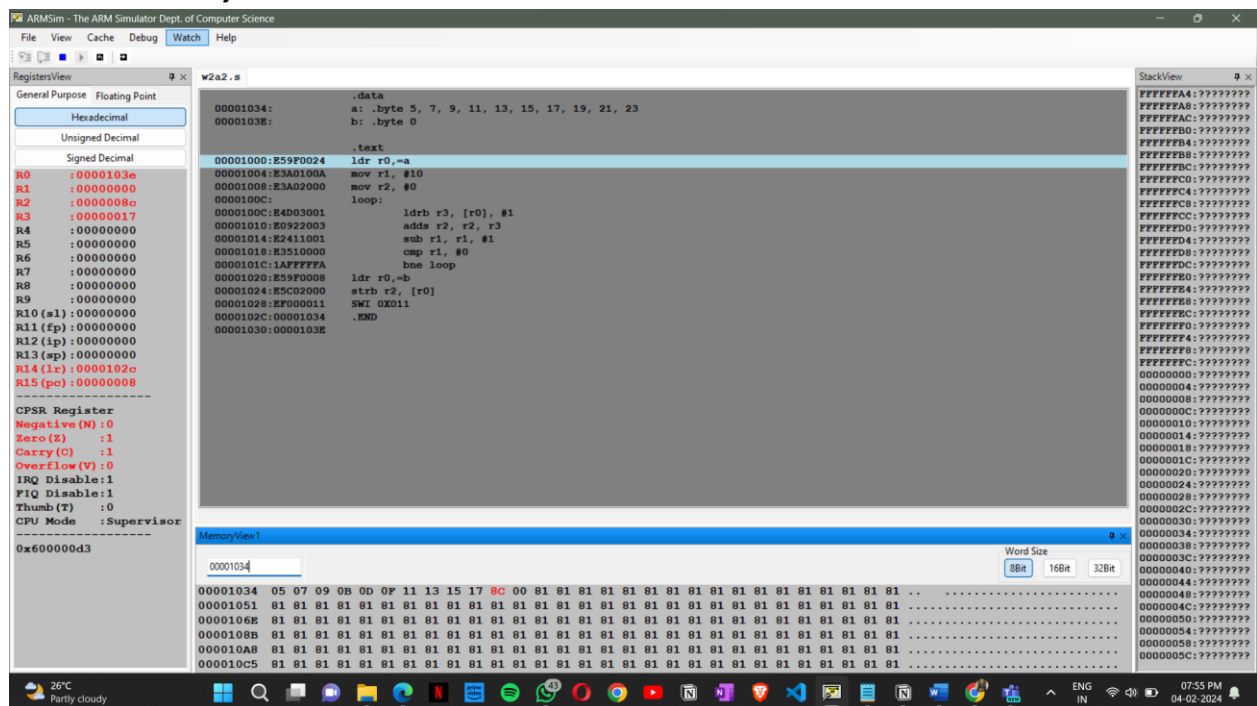 ARMSim - The ARM Simulator Dept. of Computer Science
File View Cache Debug Watch Help
RegistersView
General Purpose Floating Point
Hexadecimal
Unsigned Decimal
Signed Decimal
R0 :0000103e
R1 :00000000
R2 :0000008c
R3 :00000017
R4 :00000000
R5 :00000000
R6 :00000000
R7 :00000000
R8 :00000000
R9 :00000000
R10(sl):00000000
R11(fp):00000000
R12(ip):00000000
R13(sp):00000000
R14(lr):0000102c
R15(pc):00000008
-------------------
CPSR Register
Negative(N):0
Zero(Z) :1
Carry(C) :1
Overflow(V):0
IRQ Disable:1
FIQ Disable:1
Thumb(T) :0
CPU Mode :Supervisor
-------------------
0x600000d3
w2a2.s
.data
00001034: a: .byte 5, 7, 9, 11, 13, 15, 17, 19, 21, 23
0000103E: b: .byte 0
.text
00001000:E59F0024 ldr r0,=a
00001004:E3A0100A mov r1, #10
00001008:E3A02000 mov r2, #0
0000100C: loop:
0000100C:E4D03001 ldrb r3, [r0], #1
00001010:E0922003 adds r2, r2, r3
00001014:E2411001 sub r1, r1, #1
00001018:E3510000 cmp r1, #0
0000101C:1AFFFFFA bne loop
00001020:E59F0008 ldr r0,=b
00001024:E5C02000 strb r2, [r0]
00001028:EF000011 SWI 0X011
0000102C:00001034 .END
00001030:0000103E
MemoryView1
00001034
Word Size
8Bit 16Bit 32Bit
00001034 05 07 09 0B 0D 0F 11 13 15 17 8C 00 81 81 81 81 81 81 81 81 81 81 81 81 81 81 81 81 81 .. ........................
00001051 81 81 81 81 81 81 81 81 81 81 81 81 81 81 81 81 81 81 81 81 81 81 81 81 81 81 81 81 81 .............................
0000106E 81 81 81 81 81 81 81 81 81 81 81 81 81 81 81 81 81 81 81 81 81 81 81 81 81 81 81 81 81 .............................
0000108B 81 81 81 81 81 81 81 81 81 81 81 81 81 81 81 81 81 81 81 81 81 81 81 81 81 81 81 81 81 .............................
000010A8 81 81 81 81 81 81 81 81 81 81 81 81 81 81 81 81 81 81 81 81 81 81 81 81 81 81 81 81 81 .............................
000010C5 81 81 81 81 81 81 81 81 81 81 81 81 81 81 81 81 81 81 81 81 81 81 81 81 81 81 81 81 81 .............................
StackView
FFFFFFA4:????????
FFFFFFA8:????????
FFFFFFAC:????????
FFFFFFB0:????????
FFFFFFB4:????????
FFFFFFB8:????????
FFFFFFBC:????????
FFFFFFC0:????????
FFFFFFC4:????????
FFFFFFC8:????????
FFFFFFCC:????????
FFFFFFD0:????????
FFFFFFD4:????????
FFFFFFD8:????????
FFFFFFDC:????????
FFFFFFE0:????????
FFFFFFE4:????????
FFFFFFE8:????????
FFFFFFEC:????????
FFFFFFF0:????????
FFFFFFF4:????????
FFFFFFF8:????????
FFFFFFFC:????????
00000000:????????
00000004:????????
00000008:????????
0000000C:????????
00000010:????????
00000014:????????
00000018:????????
0000001C:????????
00000020:????????
00000024:????????
00000028:????????
0000002C:????????
00000030:????????
00000034:????????
00000038:????????
0000003C:????????
00000040:????????
00000044:????????
00000048:????????
0000004C:????????
00000050:????????
00000054:????????
00000058:????????
0000005C:????????
26°C
Partly cloudy
43
ENG
IN
07:55 PM
04-02-2024